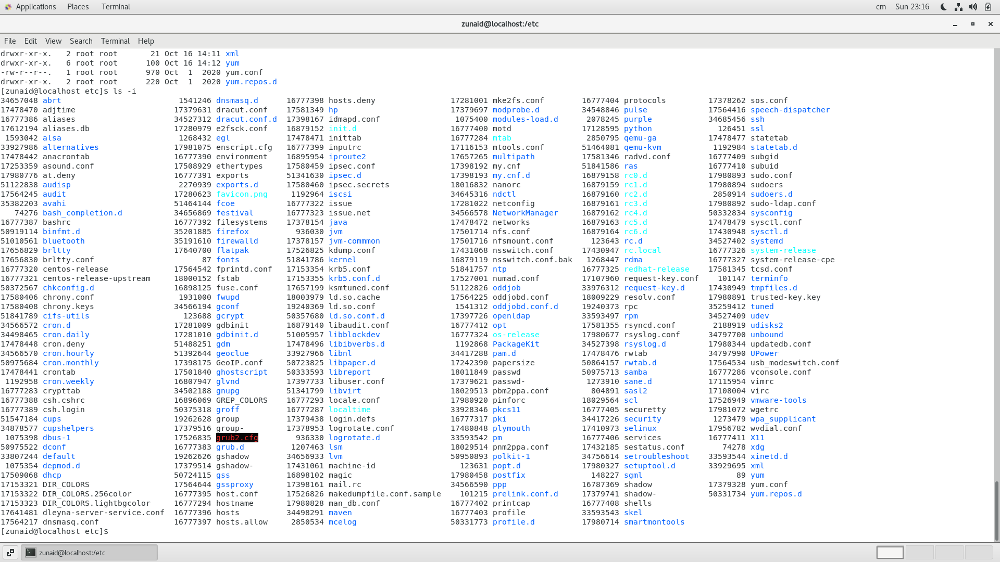 Applications Places Terminal cm Sun 23:16
zunaid@localhost:/etc
File Edit View Search Terminal Help
drwxr-xr-x.   2 root root       21 Oct 16 14:11 xml
drwxr-xr-x.   6 root root      100 Oct 16 14:12 yum
-rw-r--r--.   1 root root      970 Oct  1  2020 yum.conf
drwxr-xr-x.   2 root root      220 Oct  1  2020 yum.repos.d
[zunaid@localhost etc]$ ls -i
34657048 abrt 1541246 dnsmasq.d 16777398 hosts.deny 17281001 mke2fs.conf 16777404 protocols 17378262 sos.conf
17478470 adjtime 17379631 dracut.conf 17581349 hp 17379697 modprobe.d 34548846 pulse 17564416 speech-dispatcher
16777386 aliases 34527312 dracut.conf.d 17398167 idmapd.conf 1075400 modules-load.d 2078245 purple 34685456 ssh
17612194 aliases.db 17280979 e2fsck.conf 16879152 init.d 16777400 motd 17128595 python 126451 ssl
1593042 alsa 1268432 egl 17478471 inittab 16777284 mtab 2850795 qemu-ga 17478477 statetab
33927986 alternatives 17981075 enscript.cfg 16777399 inputrc 17116153 mtools.conf 51464081 qemu-kvm 1192984 statetab.d
17478442 anacrontab 16777390 environment 16895954 iproute2 17657265 multipath 17581346 radvd.conf 16777409 subgid
17253359 asound.conf 17508929 ethertypes 17580459 ipsec.conf 17398192 my.cnf 51841586 ras 16777410 subuid
17980776 at.deny 16777391 exports 51341630 ipsec.d 17398193 my.cnf.d 16879158 rc0.d 17980893 sudo.conf
51122838 audisp 2270939 exports.d 17580460 ipsec.secrets 18016832 nanorc 16879159 rc1.d 17980894 sudoers
17564245 audit 17280623 favicon.png 1192964 iscsi 34645316 ndctl 16879160 rc2.d 2850914 sudoers.d
35382203 avahi 51464144 fcoe 16777322 issue 17281022 netconfig 16879161 rc3.d 17980892 sudo-ldap.conf
74276 bash_completion.d 34656869 festival 16777323 issue.net 34566578 NetworkManager 16879162 rc4.d 50332834 sysconfig
16777387 bashrc 16777392 filesystems 17378154 java 17478472 networks 16879163 rc5.d 17478479 sysctl.conf
50919114 binfmt.d 35201885 firefox 936030 jvm 17501714 nfs.conf 16879164 rc6.d 17430948 sysctl.d
51010561 bluetooth 35191610 firewalld 17378157 jvm-commmon 17501716 nfsmount.conf 123643 rc.d 34527402 systemd
17656829 brltty 17640700 flatpak 17526825 kdump.conf 17431068 nsswitch.conf 17430947 rc.local 16777326 system-release
17656830 brltty.conf 87 fonts 51841786 kernel 16879119 nsswitch.conf.bak 1268447 rdma 16777327 system-release-cpe
16777320 centos-release 17564542 fprintd.conf 17153354 krb5.conf 51841757 ntp 16777325 redhat-release 17581345 tcsd.conf
16777321 centos-release-upstream 18000152 fstab 17153355 krb5.conf.d 17527001 numad.conf 17107960 request-key.conf 101147 terminfo
50372567 chkconfig.d 16898125 fuse.conf 17657199 ksmtuned.conf 51122826 oddjob 33976312 request-key.d 17430949 tmpfiles.d
17580406 chrony.conf 1931000 fwupd 18003979 ld.so.cache 17564225 oddjobd.conf 18009229 resolv.conf 17980891 trusted-key.key
17580408 chrony.keys 34566194 gconf 19240369 ld.so.conf 1541312 oddjobd.conf.d 19240373 rpc 35259412 tuned
51841789 cifs-utils 123688 gcrypt 50357680 ld.so.conf.d 17397726 openldap 33593497 rpm 34527409 udev
34566572 cron.d 17281009 gdbinit 16879140 libaudit.conf 16777412 opt 17581355 rsyncd.conf 2188919 udisks2
34498465 cron.daily 17281010 gdbinit.d 51005957 libblockdev 16777324 os-release 17980677 rsyslog.conf 34797700 unbound
17478448 cron.deny 51488251 gdm 17478496 libibverbs.d 1192868 PackageKit 34527398 rsyslog.d 17980344 updatedb.conf
34566570 cron.hourly 51392644 geoclue 33927966 libnl 34417288 pam.d 17478476 rwtab 34797990 UPower
50975684 cron.monthly 17398175 GeoIP.conf 50723825 libpaper.d 17242390 papersize 50864157 rwtab.d 17564534 usb_modeswitch.conf
17478441 crontab 17501840 ghostscript 50333593 libreport 18011849 passwd 50975713 samba 16777286 vconsole.conf
1192958 cron.weekly 16807947 glvnd 17397733 libuser.conf 17379621 passwd- 1273910 sane.d 17115954 vimrc
16777283 crypttab 34502188 gnupg 51341799 libvirt 18029513 pbm2ppa.conf 804891 sasl2 17108004 virc
16777388 csh.cshrc 16896069 GREP_COLORS 16777293 locale.conf 17980920 pinforc 18029564 scl 17526949 vmware-tools
16777389 csh.login 50375318 groff 16777287 localtime 33928346 pkcs11 16777405 securetty 17981072 wgetrc
51547184 cups 19262628 group 17379438 login.defs 16777317 pki 34417226 security 1273479 wpa_supplicant
34878577 cupshelpers 17379516 group- 17378953 logrotate.conf 17480848 plymouth 17410973 selinux 17956782 wvdial.conf
1075398 dbus-1 17526835 grub2.cfg 936330 logrotate.d 33593542 pm 16777406 services 16777411 X11
50975522 dconf 16777383 grub.d 1207463 lsm 18029514 pnm2ppa.conf 17432185 sestatus.conf 74278 xdg
33807244 default 19262626 gshadow 34656933 lvm 50950893 polkit-1 34756614 setroubleshoot 33593544 xinetd.d
1075354 depmod.d 17379514 gshadow- 17431061 machine-id 123631 popt.d 17980327 setuptool.d 33929695 xml
17509068 dhcp 50724115 gss 16898102 magic 17980458 postfix 148227 sgml 89 yum
17153321 DIR_COLORS 17564644 gssproxy 17398161 mail.rc 34566590 ppp 16787369 shadow 17379328 yum.conf
17153322 DIR_COLORS.256color 16777395 host.conf 17526826 makedumpfile.conf.sample 101215 prelink.conf.d 17379741 shadow- 50331734 yum.repos.d
17153323 DIR_COLORS.lightbgcolor 16777294 hostname 17980828 man_db.conf 16777402 printcap 16777408 shells
17641481 dleyna-server-service.conf 16777396 hosts 34498291 maven 16777403 profile 33593543 skel
17564217 dnsmasq.conf 16777397 hosts.allow 2850534 mcelog 50331773 profile.d 17980714 smartmontools
[zunaid@localhost etc]$
zunaid@localhost:/etc